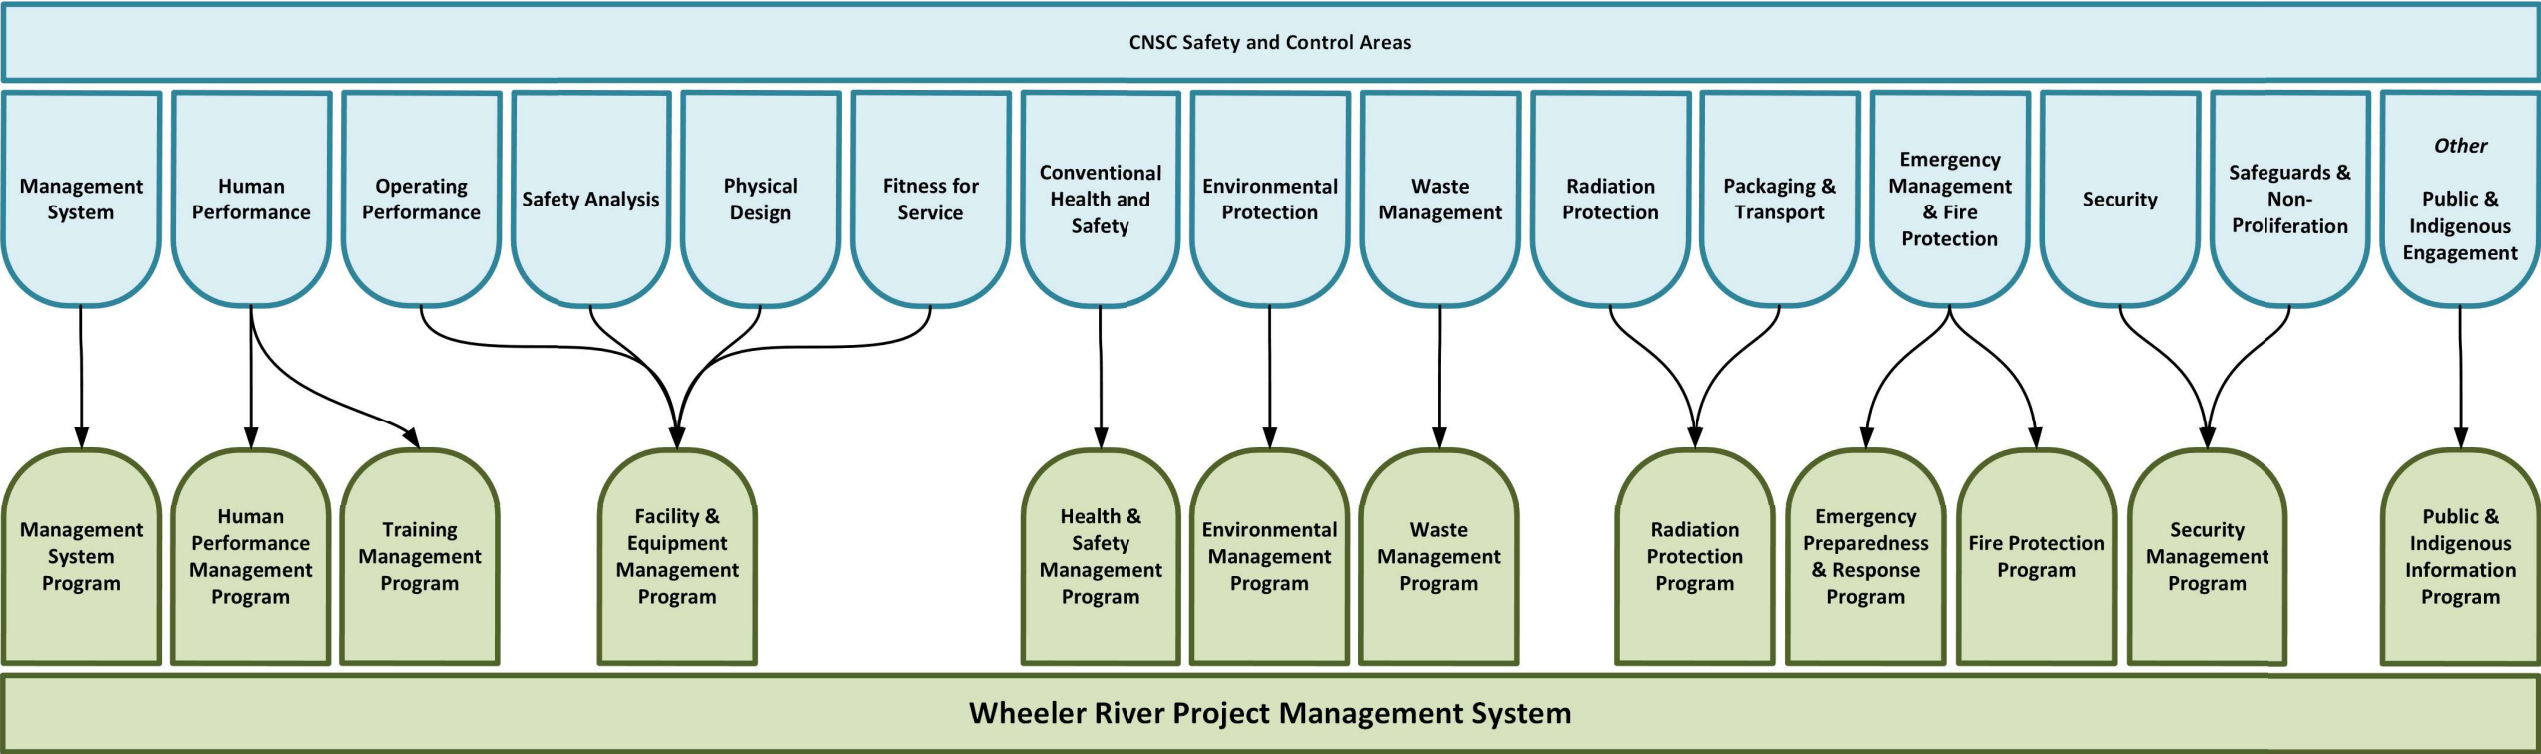 CNSC Safety and Control Areas
Management
System
Human
Performance
Operating
Performance
Safety Analysis
Physical
Design
Fitness for
Service
Conventional
Health and
Safety
Environmental
Protection
Waste
Management
Radiation
Protection
Packaging &
Transport
Emergency
Management
& Fire
Protection
Security
Safeguards &
Non-
Proliferation
Other
Public &
Indigenous
Engagement
Management
System
Program
Human
Performance
Management
Program
Training
Management
Program
Facility &
Equipment
Management
Program
Health &
Safety
Management
Program
Environmental
Management
Program
Waste
Management
Program
Radiation
Protection
Program
Emergency
Preparedness
& Response
Program
Fire Protection
Program
Security
Management
Program
Public &
Indigenous
Information
Program
Wheeler River Project Management System